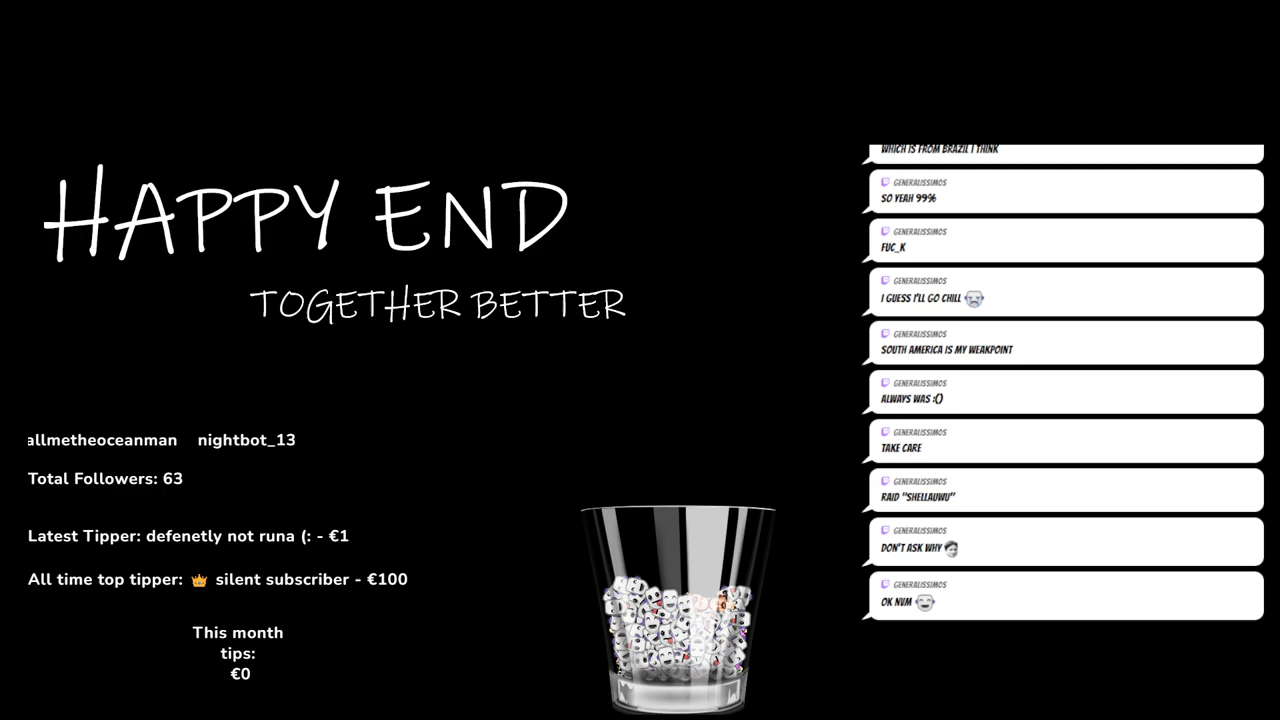 HAPPY END
TOGETHER BETTER
allmetheoceanman nightbot_13
Total Followers: 63
Latest Tipper: defenetly not runa (: - €1
All time top tipper: 👑 silent subscriber - €100
This month
tips:
€0
WHICH IS FROM BRAZIL I THINK
GENERALISSIMOS
SO YEAH 99%
GENERALISSIMOS
FUC_K
GENERALISSIMOS
I GUESS I'LL GO CHILL
GENERALISSIMOS
SOUTH AMERICA IS MY WEAKPOINT
GENERALISSIMOS
ALWAYS WAS :()
GENERALISSIMOS
TAKE CARE
GENERALISSIMOS
RAID "SHELLAUWU"
GENERALISSIMOS
DON'T ASK WHY
GENERALISSIMOS
OK NVM